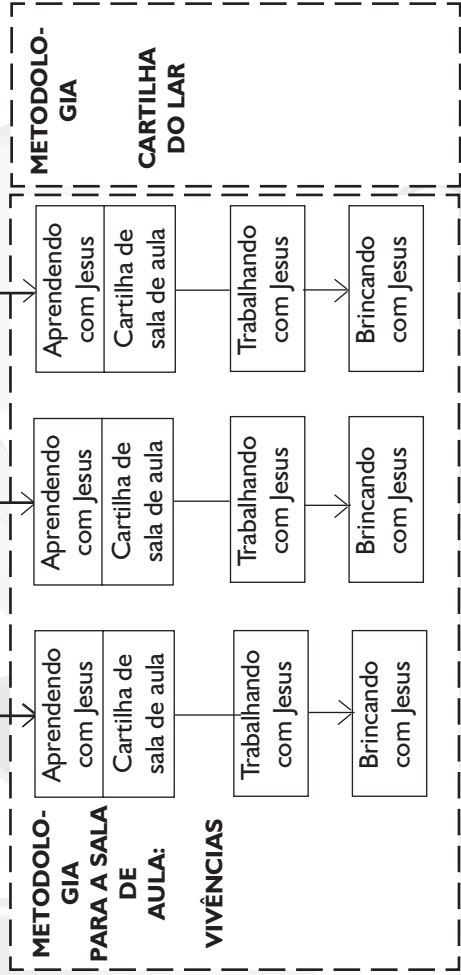 METODOLO-
GIA
PARA A SALA
DE
AULA:
VIVÊNCIAS
Aprendendo
com Jesus
Cartilha de
sala de aula
Trabalhando
com Jesus
Brincando
com Jesus
Aprendendo
com Jesus
Cartilha de
sala de aula
Trabalhando
com Jesus
Brincando
com Jesus
Aprendendo
com Jesus
Cartilha de
sala de aula
Trabalhando
com Jesus
Brincando
com Jesus
METODOLO-
GIA
CARTILHA
DO LAR